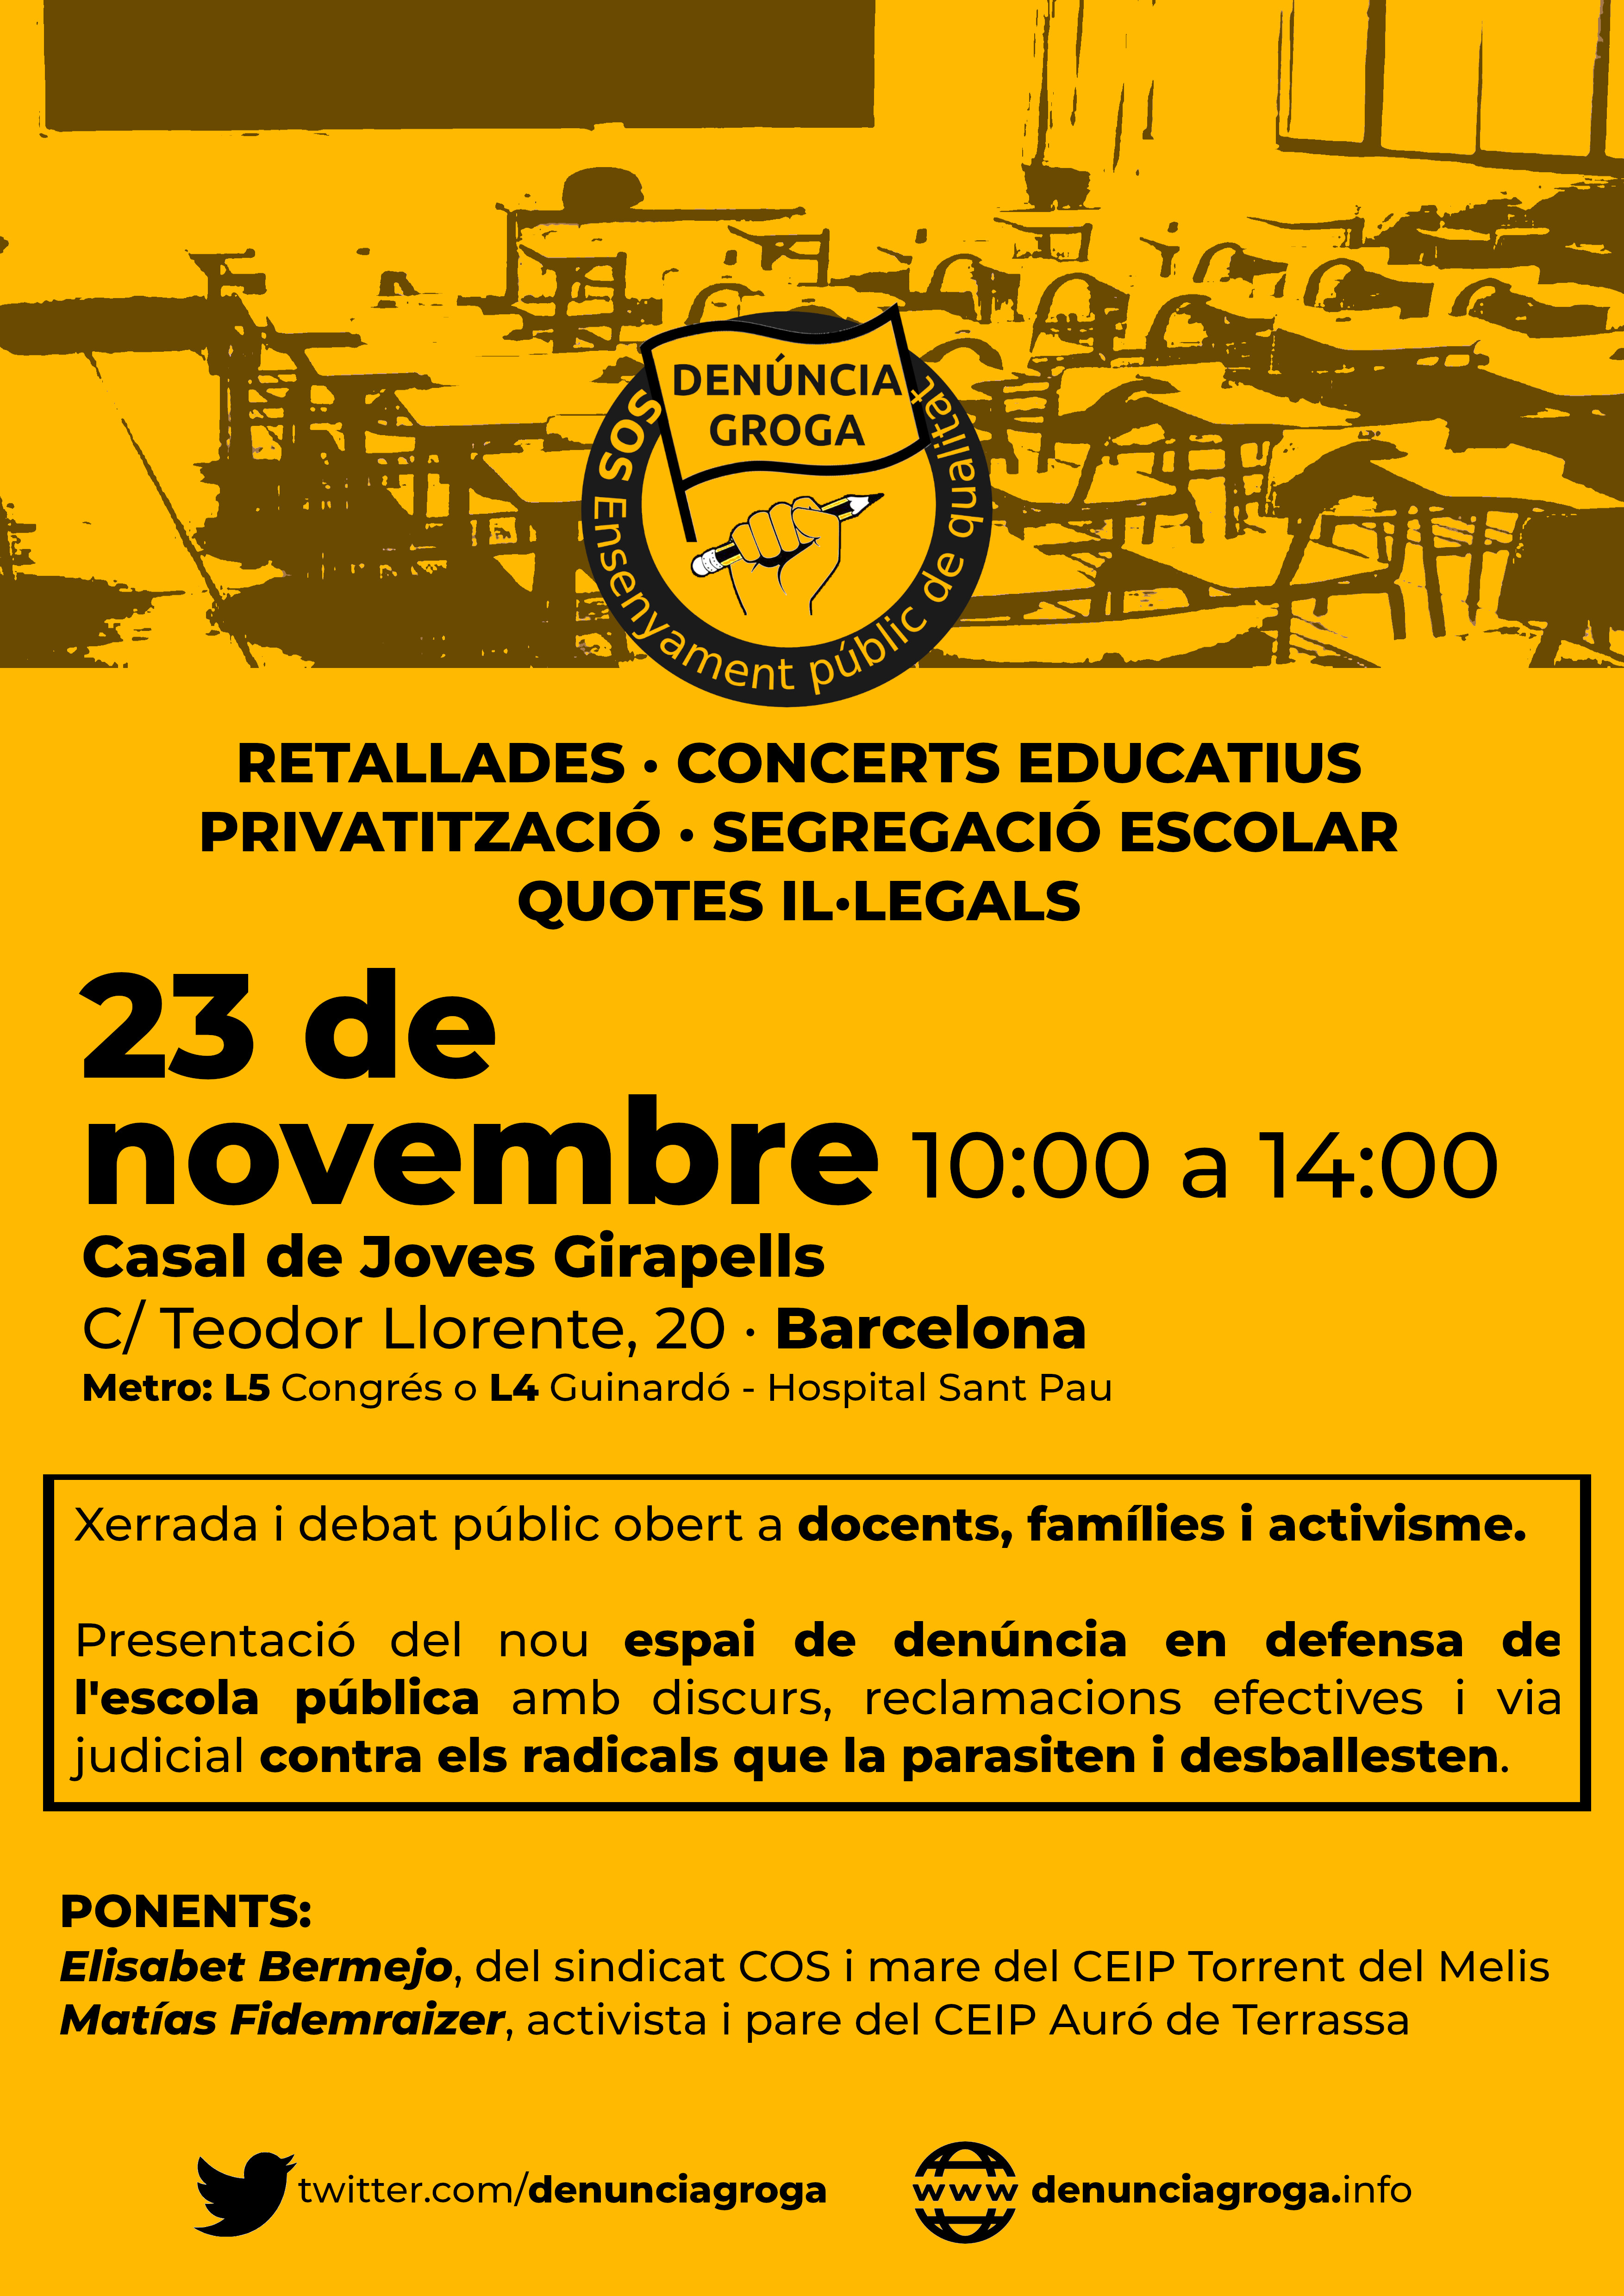 DENÚNCIA
GROGA
SOS Ensenyament públic de qualitat
RETALLADES · CONCERTS EDUCATIUS
PRIVATITZACIÓ · SEGREGACIÓ ESCOLAR
QUOTES IL·LEGALS
23 de
novembre 10:00 a 14:00
Casal de Joves Girapells
C/ Teodor Llorente, 20 · Barcelona
Metro: L5 Congrés o L4 Guinardó - Hospital Sant Pau
Xerrada i debat públic obert a docents, famílies i activisme.
Presentació del nou espai de denúncia en defensa de
l'escola pública amb discurs, reclamacions efectives i via
judicial contra els radicals que la parasiten i desballesten.
PONENTS:
Elisabet Bermejo, del sindicat COS i mare del CEIP Torrent del Melis
Matías Fidemraizer, activista i pare del CEIP Auró de Terrassa
twitter.com/denunciagroga
www denunciagroga.info